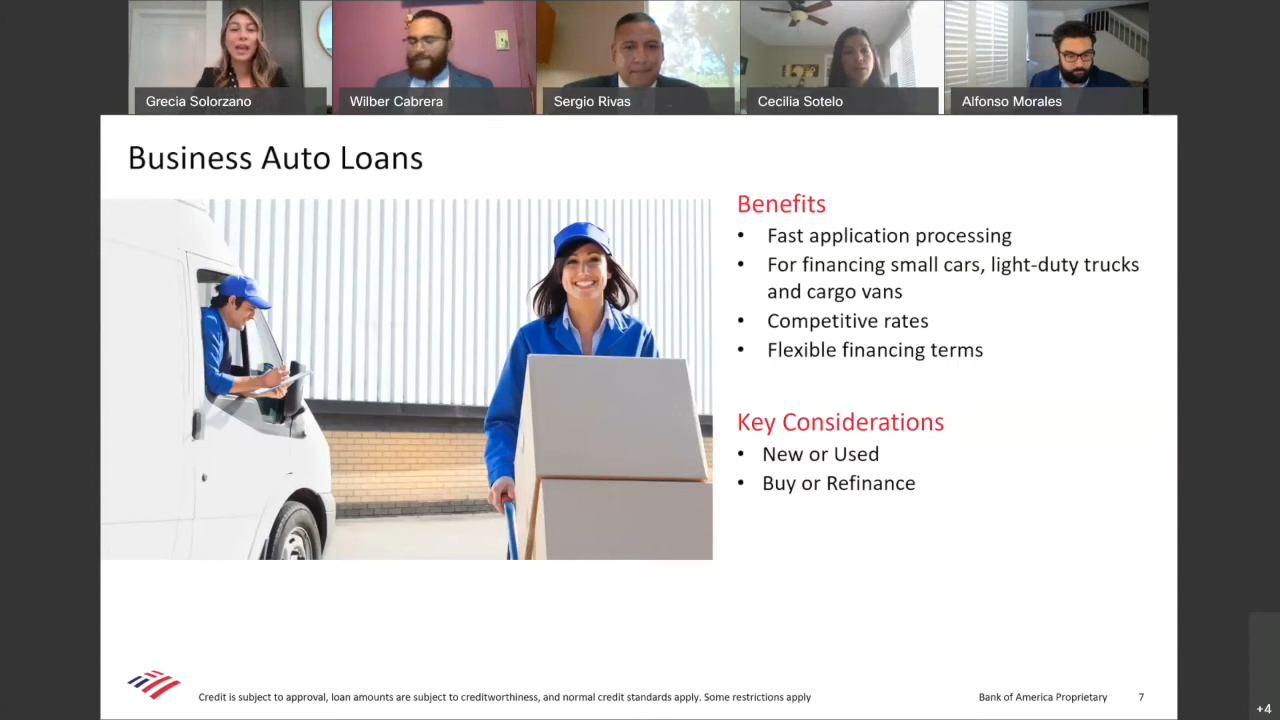 Grecia Solorzano
Wilber Cabrera
Sergio Rivas
Cecilia Sotelo
Alfonso Morales
Business Auto Loans
Benefits
• Fast application processing
• For financing small cars, light-duty trucks
and cargo vans
• Competitive rates
• Flexible financing terms
Key Considerations
• New or Used
• Buy or Refinance
Credit is subject to approval, loan amounts are subject to creditworthiness, and normal credit standards apply. Some restrictions apply
Bank of America Proprietary
7
+4